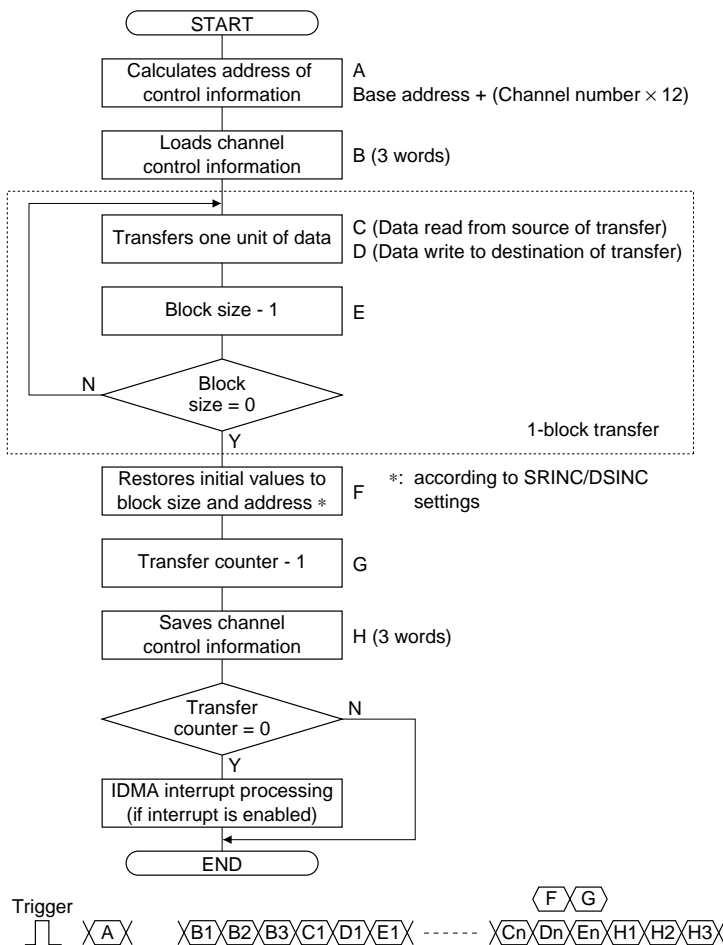 START
Calculates address of
control information
A
Base address + (Channel number × 12)
Loads channel
control information
B (3 words)
Transfers one unit of data
C (Data read from source of transfer)
D (Data write to destination of transfer)
Block size - 1
E
N
Block
size = 0
Y
1-block transfer
Restores initial values to
block size and address *
F
*: according to SRINC/DSINC
settings
Transfer counter - 1
G
Saves channel
control information
H (3 words)
Transfer
counter = 0
N
Y
IDMA interrupt processing
(if interrupt is enabled)
END
Trigger
F G
A B1 B2 B3 C1 D1 E1 Cn Dn En H1 H2 H3